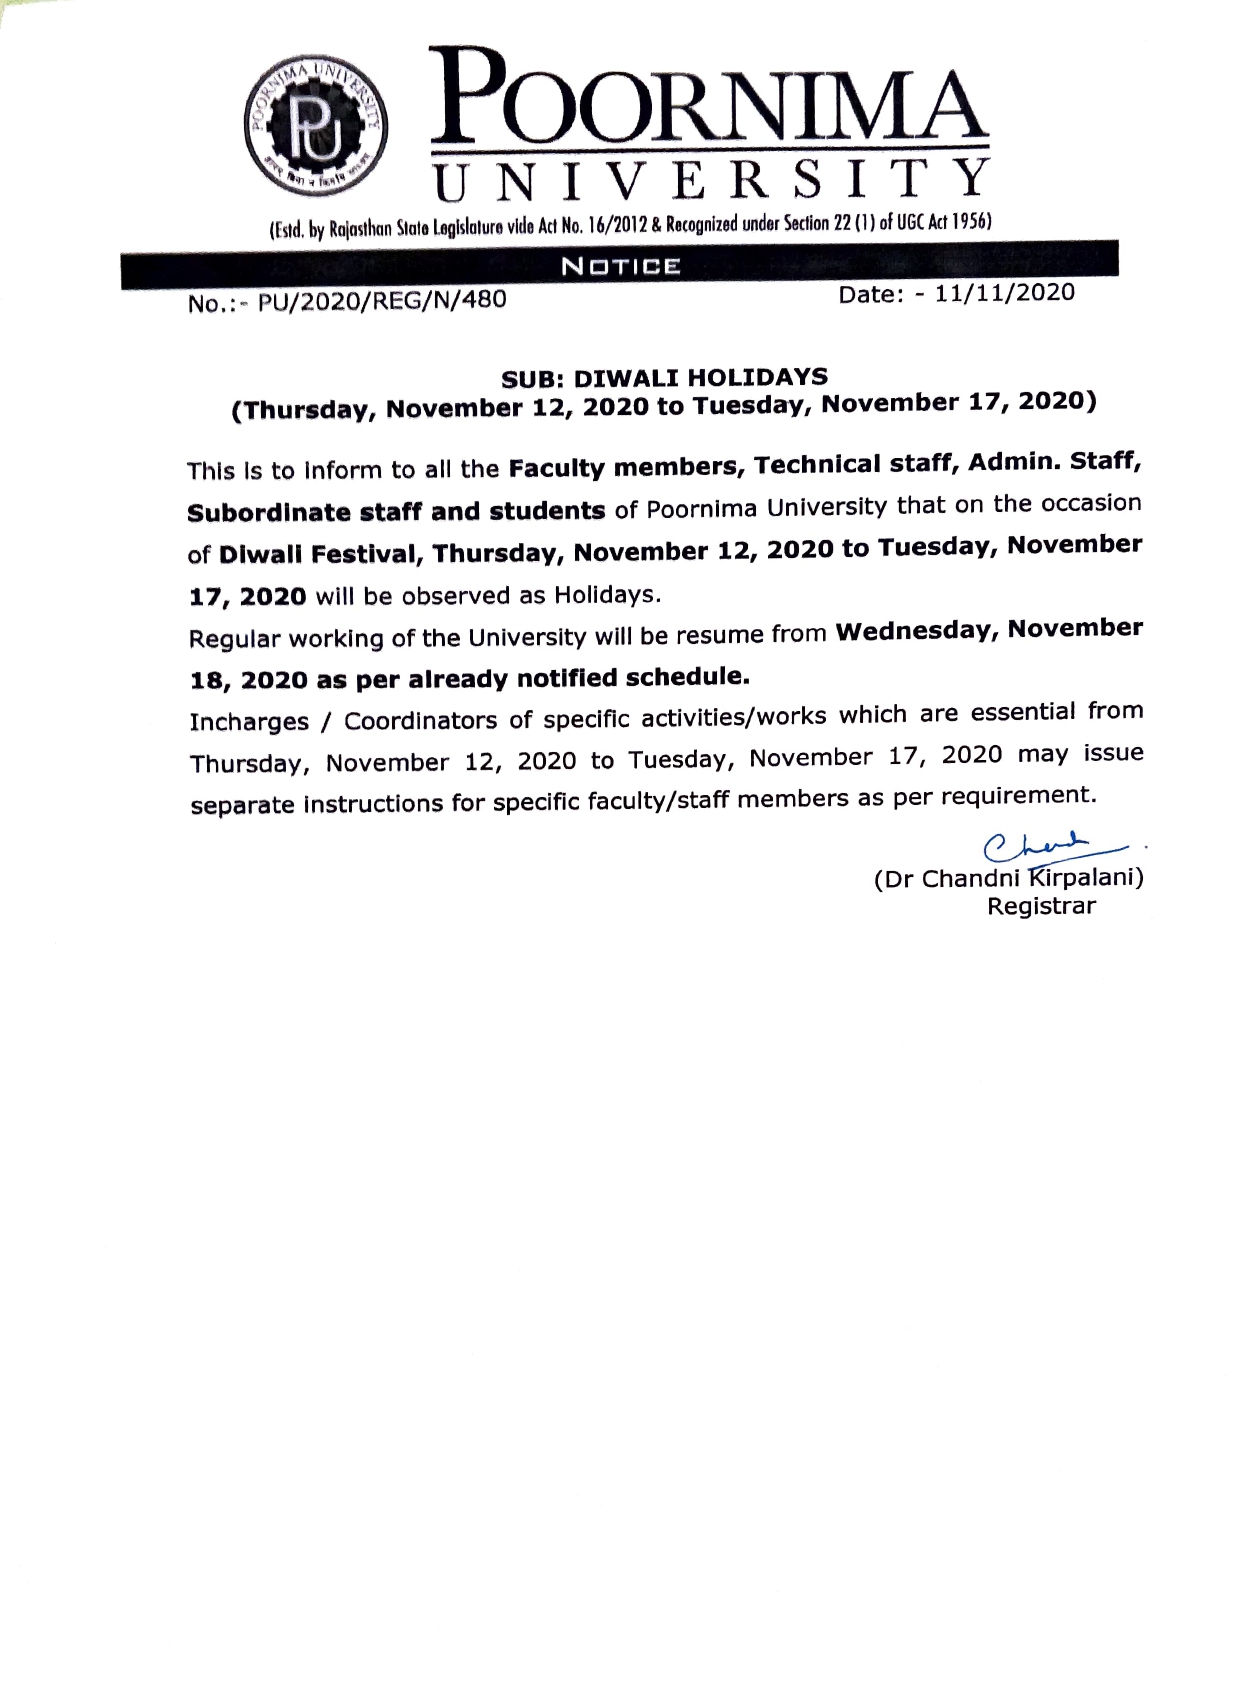 POORNIMA UNIVERSITY
PU
POORNIMA
UNIVERSITY
(Estd. by Rajasthan State Legislature vide Act No. 16/2012 & Recognized under Section 22 (1) of UGC Act 1956)
NOTICE
No.:- PU/2020/REG/N/480 Date: - 11/11/2020
SUB: DIWALI HOLIDAYS
(Thursday, November 12, 2020 to Tuesday, November 17, 2020)
This is to inform to all the Faculty members, Technical staff, Admin. Staff,
Subordinate staff and students of Poornima University that on the occasion
of Diwali Festival, Thursday, November 12, 2020 to Tuesday, November
17, 2020 will be observed as Holidays.
Regular working of the University will be resume from Wednesday, November
18, 2020 as per already notified schedule.
Incharges / Coordinators of specific activities/works which are essential from
Thursday, November 12, 2020 to Tuesday, November 17, 2020 may issue
separate instructions for specific faculty/staff members as per requirement.
(Dr Chandni Kirpalani)
Registrar